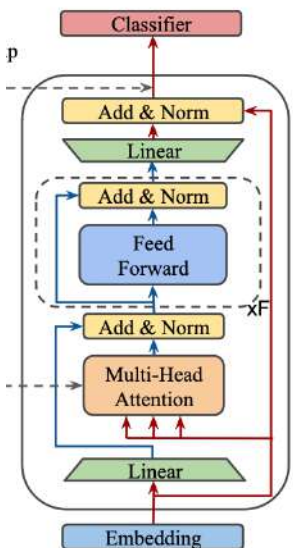 Classifier
p
Add & Norm
Linear
Add & Norm
Feed
Forward
xF
Add & Norm
Multi-Head
Attention
Linear
Embedding